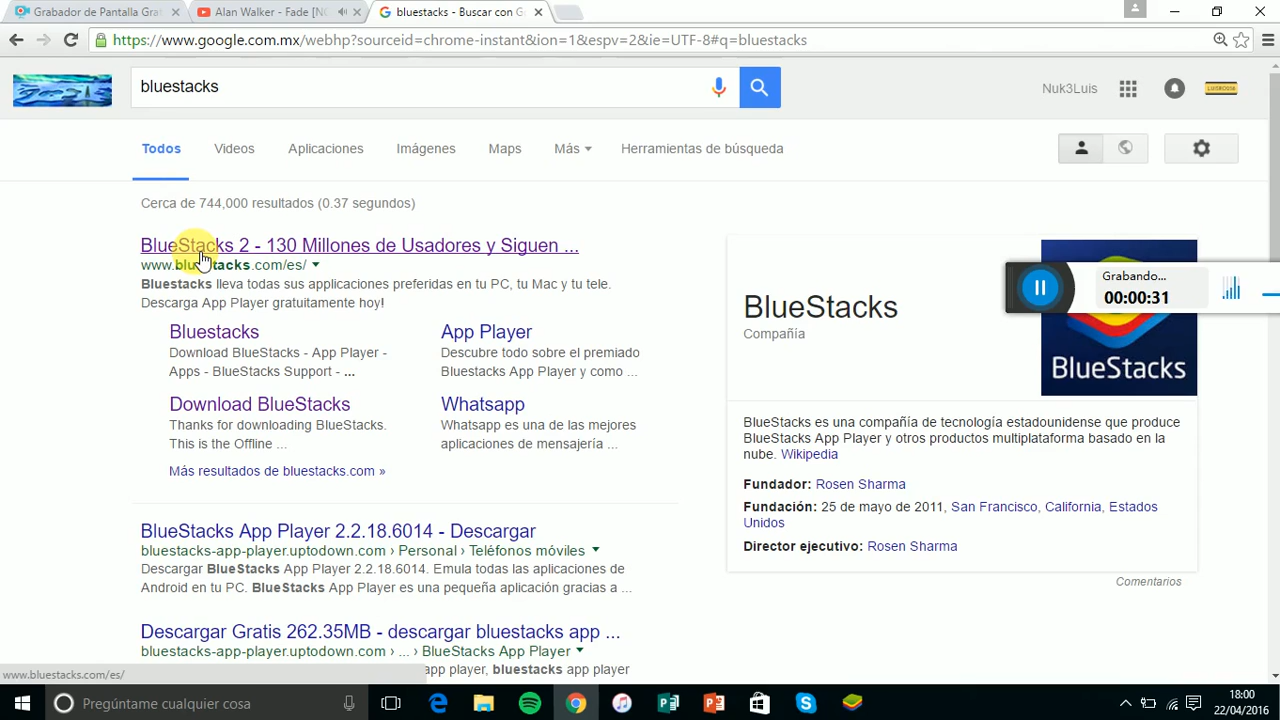 Grabador de Pantalla Grat
Alan Walker - Fade [NC
bluestacks - Buscar con G
https://www.google.com.mx/webhp?sourceid=chrome-instant&ion=1&espv=2&ie=UTF-8#q=bluestacks
bluestacks
Nuk3Luis
Todos Videos Aplicaciones Imágenes Maps Más Herramientas de búsqueda
Cerca de 744,000 resultados (0.37 segundos)
BlueStacks 2 - 130 Millones de Usadores y Siguen ...
www.bluestacks.com/es/
Bluestacks lleva todas sus aplicaciones preferidas en tu PC, tu Mac y tu tele.
Descarga App Player gratuitamente hoy!
Bluestacks
Download BlueStacks - App Player -
Apps - BlueStacks Support - ...
App Player
Descubre todo sobre el premiado
Bluestacks App Player y como ...
Download BlueStacks
Thanks for downloading BlueStacks.
This is the Offline ...
Whatsapp
Whatsapp es una de las mejores
aplicaciones de mensajería ...
Más resultados de bluestacks.com »
BlueStacks App Player 2.2.18.6014 - Descargar
bluestacks-app-player.uptodown.com › Personal › Teléfonos móviles
Descargar BlueStacks App Player 2.2.18.6014. Emula todas las aplicaciones de
Android en tu PC. BlueStacks App Player es una pequeña aplicación gracias a ...
Descargar Gratis 262.35MB - descargar bluestacks app ...
bluestacks-app-player.uptodown.com › ... › BlueStacks App Player
app player, bluestacks app player
BlueStacks
Compañía
BlueStacks
Grabando...
00:00:31
BlueStacks es una compañía de tecnología estadounidense que produce
BlueStacks App Player y otros productos multiplataforma basado en la
nube. Wikipedia
Fundador: Rosen Sharma
Fundación: 25 de mayo de 2011, San Francisco, California, Estados
Unidos
Director ejecutivo: Rosen Sharma
Comentarios
www.bluestacks.com/es/
Pregúntame cualquier cosa
18:00
22/04/2016